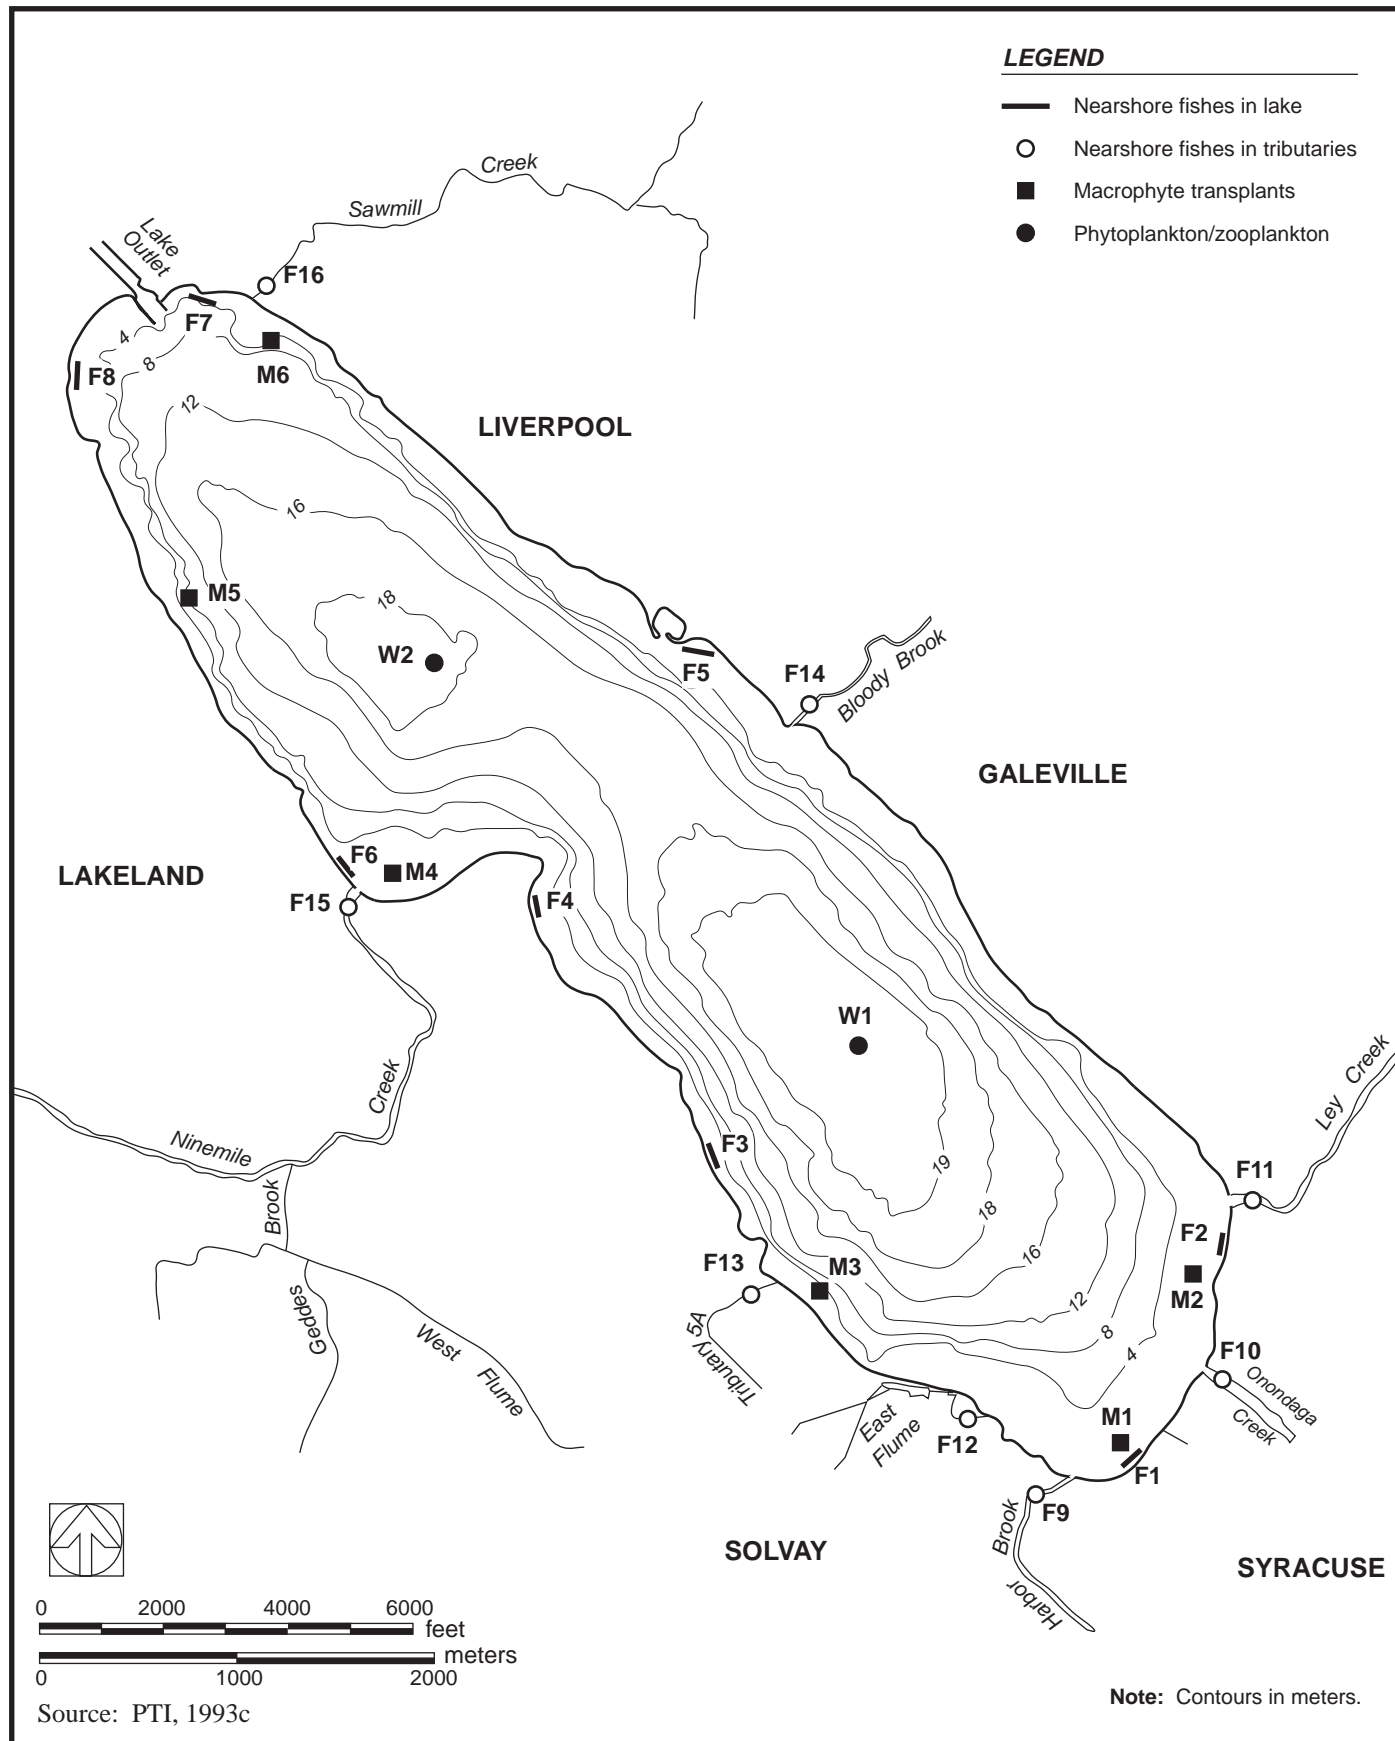 LEGEND
Nearshore fishes in lake
Nearshore fishes in tributaries
Macrophyte transplants
Phytoplankton/zooplankton
Creek
Sawmill
Lake
Outlet
F16
F7
4
8
M6
F8
12
LIVERPOOL
16
M5
18
W2
F5
F14
Bloody Brook
GALEVILLE
F6
M4
LAKELAND
F15
F4
W1
Creek
Ley Creek
Ninemile
F3
19
F11
Brook
18
F2
16
F13
M3
M2
Geddes
12
Tributary 5A
8
West
Flume
4
F10
Onondaga
Creek
East
Flume
M1
F12
F1
F9
Brook
Harbor
SOLVAY
SYRACUSE
0 2000 4000 6000
feet
meters
0 1000 2000
Source: PTI, 1993c
Note: Contours in meters.